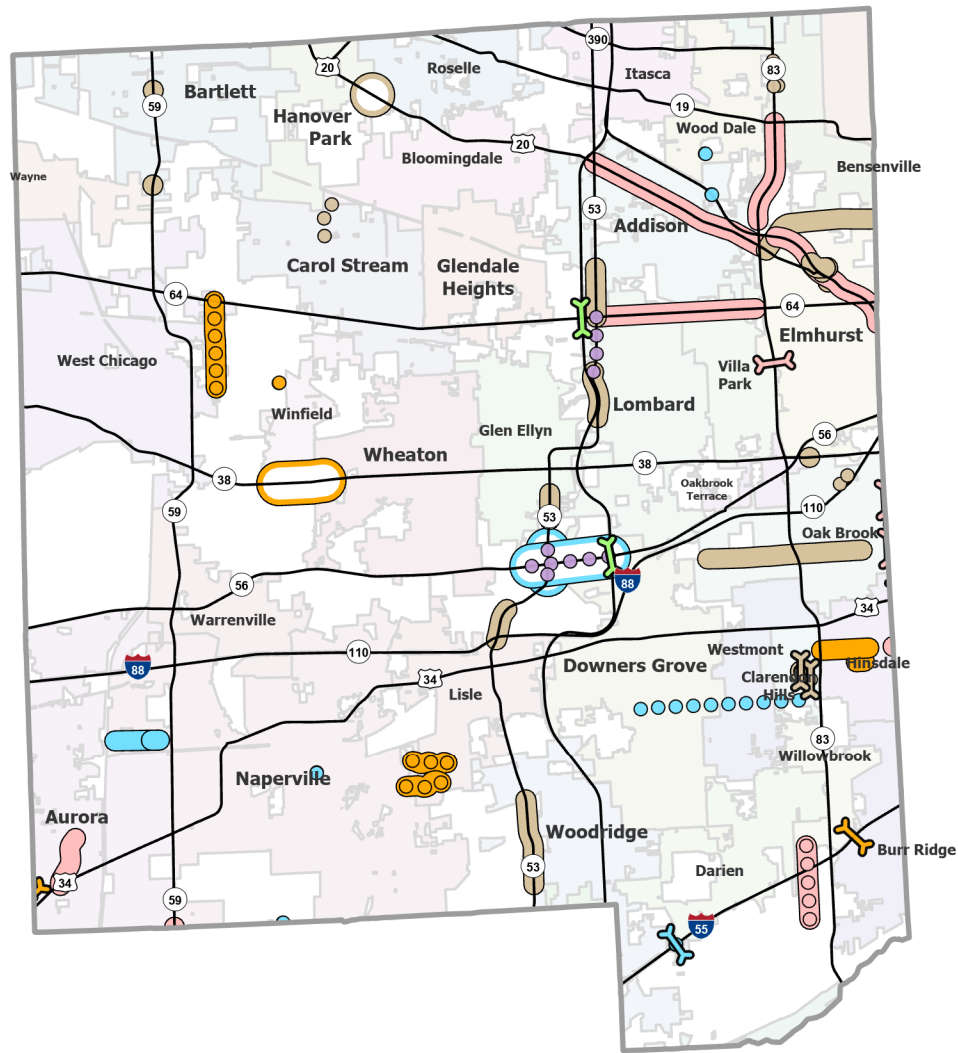 390
20
Roselle
Itasca
83
59
Bartlett
19
Hanover
Park
Wood Dale
20
Bloomingdale
Bensenville
Wayne
53
Addison
Carol Stream
Glendale
Heights
64
64
Elmhurst
West Chicago
Villa
Park
Winfield
Lombard
Glen Ellyn
56
Wheaton
38
38
Oakbrook
Terrace
59
53
110
Oak Brook
56
88
34
Warrenville
110
88
Westmont
Downers Grove
Hinsdale
34
Clarendon
Hills
Lisle
83
Willowbrook
Naperville
Aurora
Woodridge
Burr Ridge
53
Darien
34
59
55